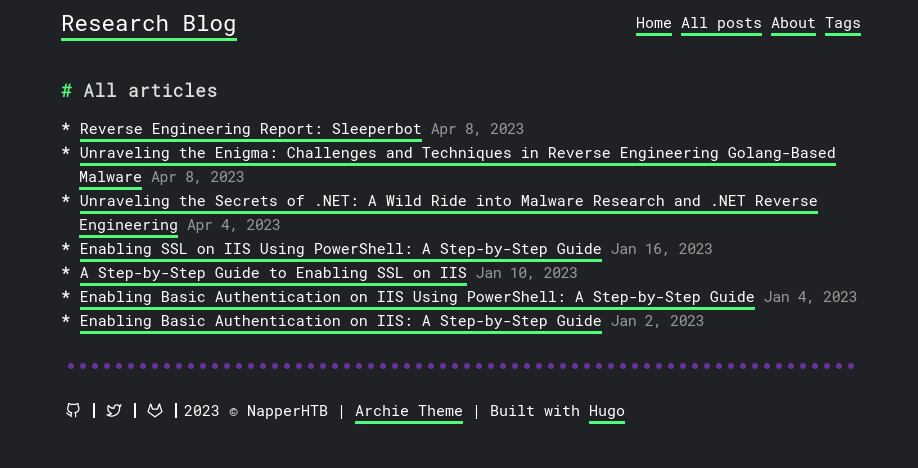 Research Blog
Home All posts About Tags
# All articles
* Reverse Engineering Report: Sleeperbot Apr 8, 2023
* Unraveling the Enigma: Challenges and Techniques in Reverse Engineering Golang-Based
Malware Apr 8, 2023
* Unraveling the Secrets of .NET: A Wild Ride into Malware Research and .NET Reverse
Engineering Apr 4, 2023
* Enabling SSL on IIS Using PowerShell: A Step-by-Step Guide Jan 16, 2023
* A Step-by-Step Guide to Enabling SSL on IIS Jan 10, 2023
* Enabling Basic Authentication on IIS Using PowerShell: A Step-by-Step Guide Jan 4, 2023
* Enabling Basic Authentication on IIS: A Step-by-Step Guide Jan 2, 2023
| | | 2023 © NapperHTB | Archie Theme | Built with Hugo